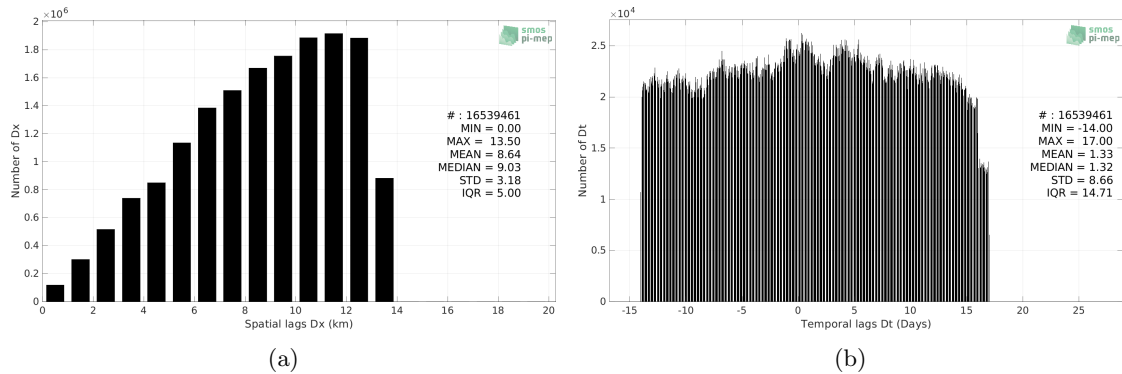 ×10⁶
2
1.8
1.6
1.4
1.2
1
0.8
0.6
0.4
0.2
0
Number of Dx
0 2 4 6 8 10 12 14 16 18 20
Spatial lags Dx (km)
smos
pi-mep
# : 16539461
MIN = 0.00
MAX = 13.50
MEAN = 8.64
MEDIAN = 9.03
STD = 3.18
IQR = 5.00
(a)
×10⁴
2.5
2
1.5
1
0.5
0
Number of Dt
-15 -10 -5 0 5 10 15 20 25
Temporal lags Dt (Days)
smos
pi-mep
# : 16539461
MIN = -14.00
MAX = 17.00
MEAN = 1.33
MEDIAN = 1.32
STD = 8.66
IQR = 14.71
(b)